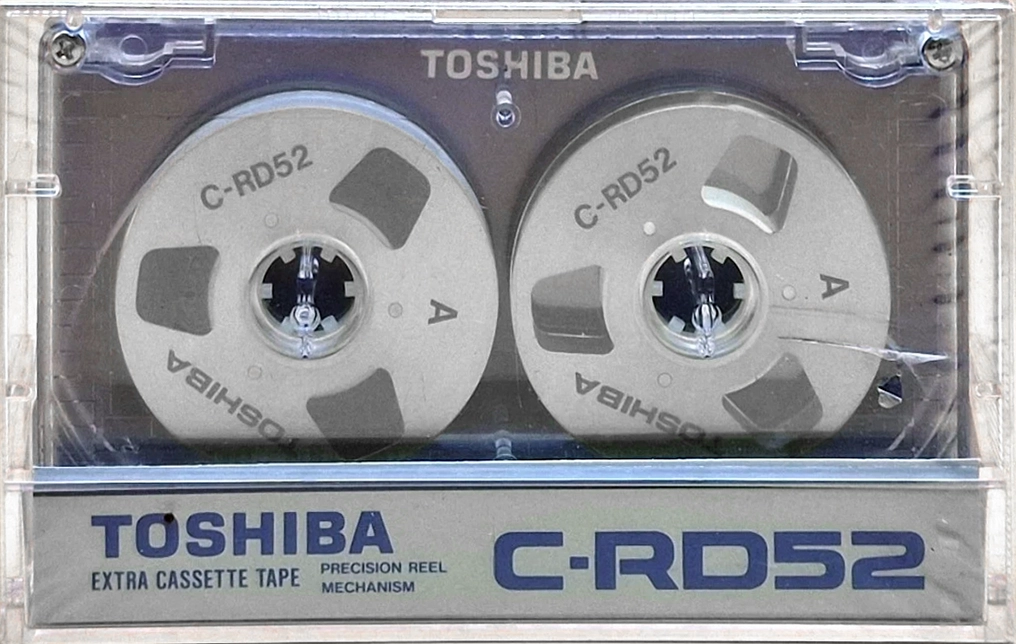 TOSHIBA
C-RD52
A
TOSHIBA
C-RD52
A
TOSHIBA
TOSHIBA
EXTRA CASSETTE TAPE
PRECISION REEL
MECHANISM
C-RD52